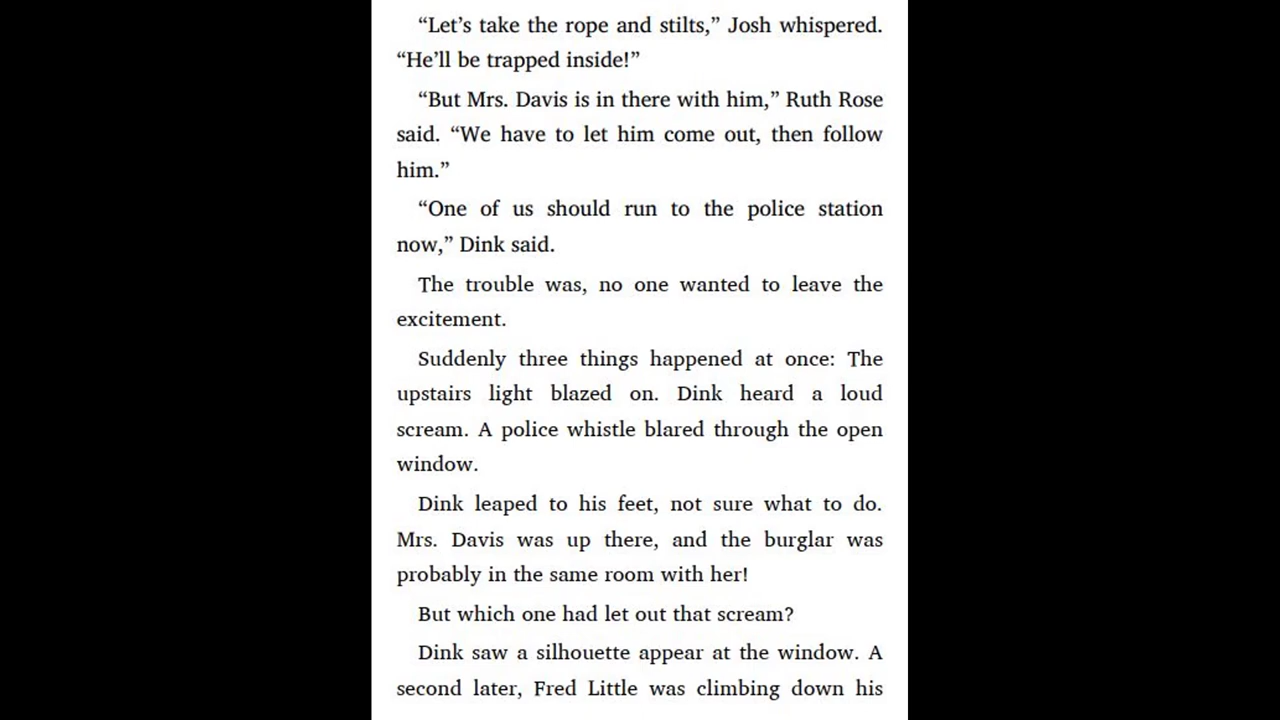 “Let’s take the rope and stilts,” Josh whispered.
“He’ll be trapped inside!”
“But Mrs. Davis is in there with him,” Ruth Rose
said. “We have to let him come out, then follow
him.”
“One of us should run to the police station
now,” Dink said.
The trouble was, no one wanted to leave the
excitement.
Suddenly three things happened at once: The
upstairs light blazed on. Dink heard a loud
scream. A police whistle blared through the open
window.
Dink leaped to his feet, not sure what to do.
Mrs. Davis was up there, and the burglar was
probably in the same room with her!
But which one had let out that scream?
Dink saw a silhouette appear at the window. A
second later, Fred Little was climbing down his